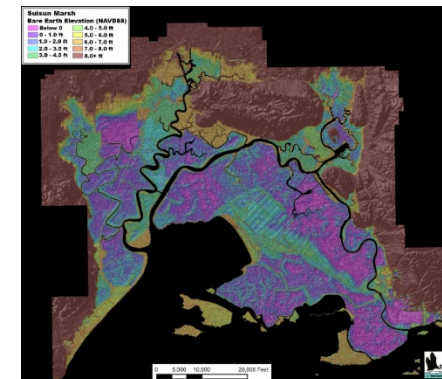 Suisun Marsh
Bare Earth Elevation (NAVD88)
Below 0
0 - 1.0 ft
1.0 - 2.0 ft
2.0 - 3.0 ft
3.0 - 4.0 ft
4.0 - 5.0 ft
5.0 - 6.0 ft
6.0 - 7.0 ft
7.0 - 8.0 ft
8.0+ ft
0 5,000 10,000 20,000 Feet